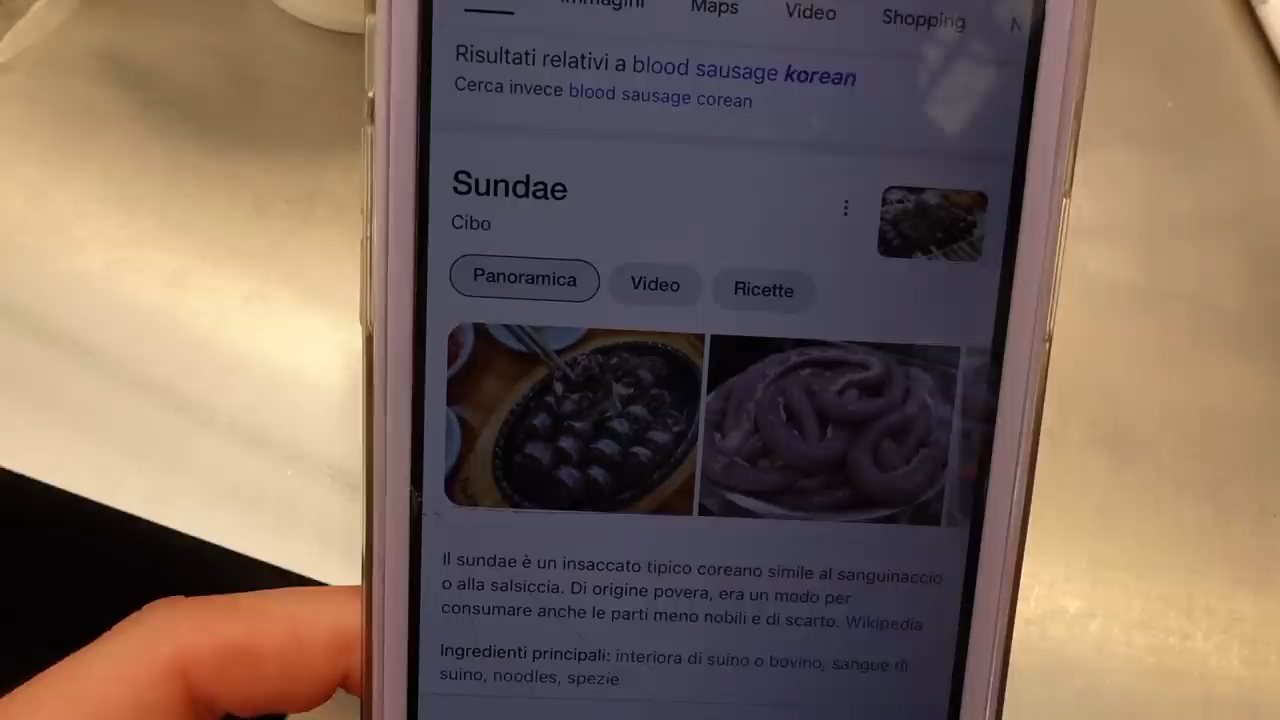 Immagini Maps Video Shopping N
Risultati relativi a blood sausage korean
Cerca invece blood sausage corean
Sundae
Cibo
Panoramica Video Ricette
Il sundae è un insaccato tipico coreano simile al sanguinaccio
o alla salsiccia. Di origine povera, era un modo per
consumare anche le parti meno nobili e di scarto. Wikipedia
Ingredienti principali: interiora di suino o bovino, sangue di
suino, noodles, spezie